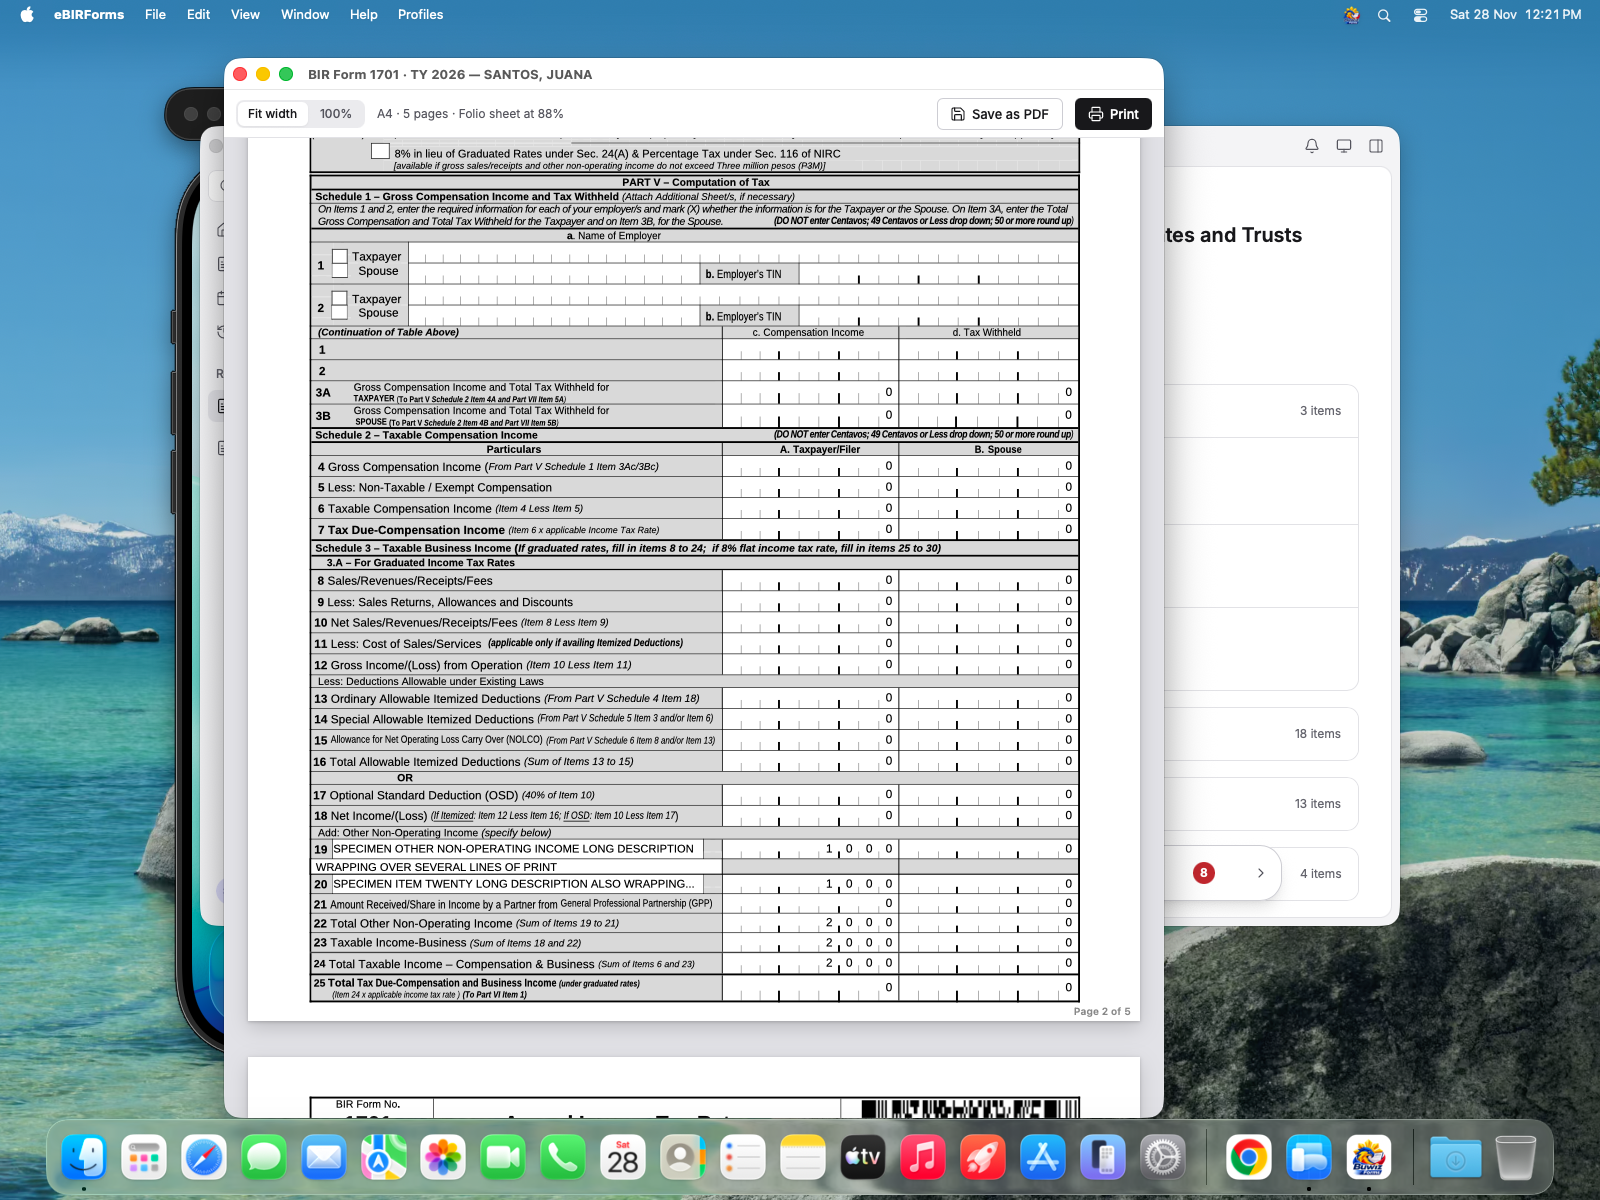 eBIRForms File Edit View Window Help Profiles Sat 28 Nov 12:21 PM
BIR Form 1701 · TY 2026 — SANTOS, JUANA
Fit width 100% A4 · 5 pages · Folio sheet at 88% Save as PDF Print
8% in lieu of Graduated Rates under Sec. 24(A) & Percentage Tax under Sec. 116 of NIRC
[available if gross sales/receipts and other non-operating income do not exceed Three million pesos (P3M)]
PART V – Computation of Tax
Schedule 1 – Gross Compensation Income and Tax Withheld (Attach Additional Sheet/s, if necessary)
On Items 1 and 2, enter the required information for each of your employer/s and mark (X) whether the information is for the Taxpayer or the Spouse. On Item 3A, enter the Total
Gross Compensation and Total Tax Withheld for the Taxpayer and on Item 3B, for the Spouse. (DO NOT enter Centavos; 49 Centavos or Less drop down; 50 or more round up)
a. Name of Employer
1 Taxpayer
Spouse b. Employer's TIN
2 Taxpayer
Spouse b. Employer's TIN
(Continuation of Table Above) c. Compensation Income d. Tax Withheld
1
2
3A Gross Compensation Income and Total Tax Withheld for 0 0
TAXPAYER (To Part V Schedule 2 Item 4A and Part VII Item 5A)
3B Gross Compensation Income and Total Tax Withheld for 0 0
SPOUSE (To Part V Schedule 2 Item 4B and Part VII Item 5B)
Schedule 2 – Taxable Compensation Income (DO NOT enter Centavos; 49 Centavos or Less drop down; 50 or more round up)
Particulars A. Taxpayer/Filer B. Spouse
4 Gross Compensation Income (From Part V Schedule 1 Item 3Ac/3Bc) 0 0
5 Less: Non-Taxable / Exempt Compensation 0 0
6 Taxable Compensation Income (Item 4 Less Item 5) 0 0
7 Tax Due-Compensation Income (Item 6 x applicable Income Tax Rate) 0 0
Schedule 3 – Taxable Business Income (If graduated rates, fill in items 8 to 24; if 8% flat income tax rate, fill in items 25 to 30)
3.A – For Graduated Income Tax Rates
8 Sales/Revenues/Receipts/Fees 0 0
9 Less: Sales Returns, Allowances and Discounts 0 0
10 Net Sales/Revenues/Receipts/Fees (Item 8 Less Item 9) 0 0
11 Less: Cost of Sales/Services (applicable only if availing Itemized Deductions) 0 0
12 Gross Income/(Loss) from Operation (Item 10 Less Item 11) 0 0
Less: Deductions Allowable under Existing Laws
13 Ordinary Allowable Itemized Deductions (From Part V Schedule 4 Item 18) 0 0
14 Special Allowable Itemized Deductions (From Part V Schedule 5 Item 3 and/or Item 6) 0 0
15 Allowance for Net Operating Loss Carry Over (NOLCO) (From Part V Schedule 6 Item 8 and/or Item 13) 0 0
16 Total Allowable Itemized Deductions (Sum of Items 13 to 15) 0 0
OR
17 Optional Standard Deduction (OSD) (40% of Item 10) 0 0
18 Net Income/(Loss) (If Itemized: Item 12 Less Item 16; If OSD: Item 10 Less Item 17) 0 0
Add: Other Non-Operating Income (specify below)
19 SPECIMEN OTHER NON-OPERATING INCOME LONG DESCRIPTION 1 0 0 0 0
WRAPPING OVER SEVERAL LINES OF PRINT
20 SPECIMEN ITEM TWENTY LONG DESCRIPTION ALSO WRAPPING... 1 0 0 0 0
21 Amount Received/Share in Income by a Partner from General Professional Partnership (GPP) 0 0
22 Total Other Non-Operating Income (Sum of Items 19 to 21) 2 0 0 0 0
23 Taxable Income-Business (Sum of Items 18 and 22) 2 0 0 0 0
24 Total Taxable Income – Compensation & Business (Sum of Items 6 and 23) 2 0 0 0 0
25 Total Tax Due-Compensation and Business Income (under graduated rates) 0 0
(Item 24 x applicable income tax rate ) (To Part VI Item 1)
Page 2 of 5
BIR Form No.
tes and Trusts
3 items
18 items
13 items
8 4 items
Sat
28
tv
BUWIZ